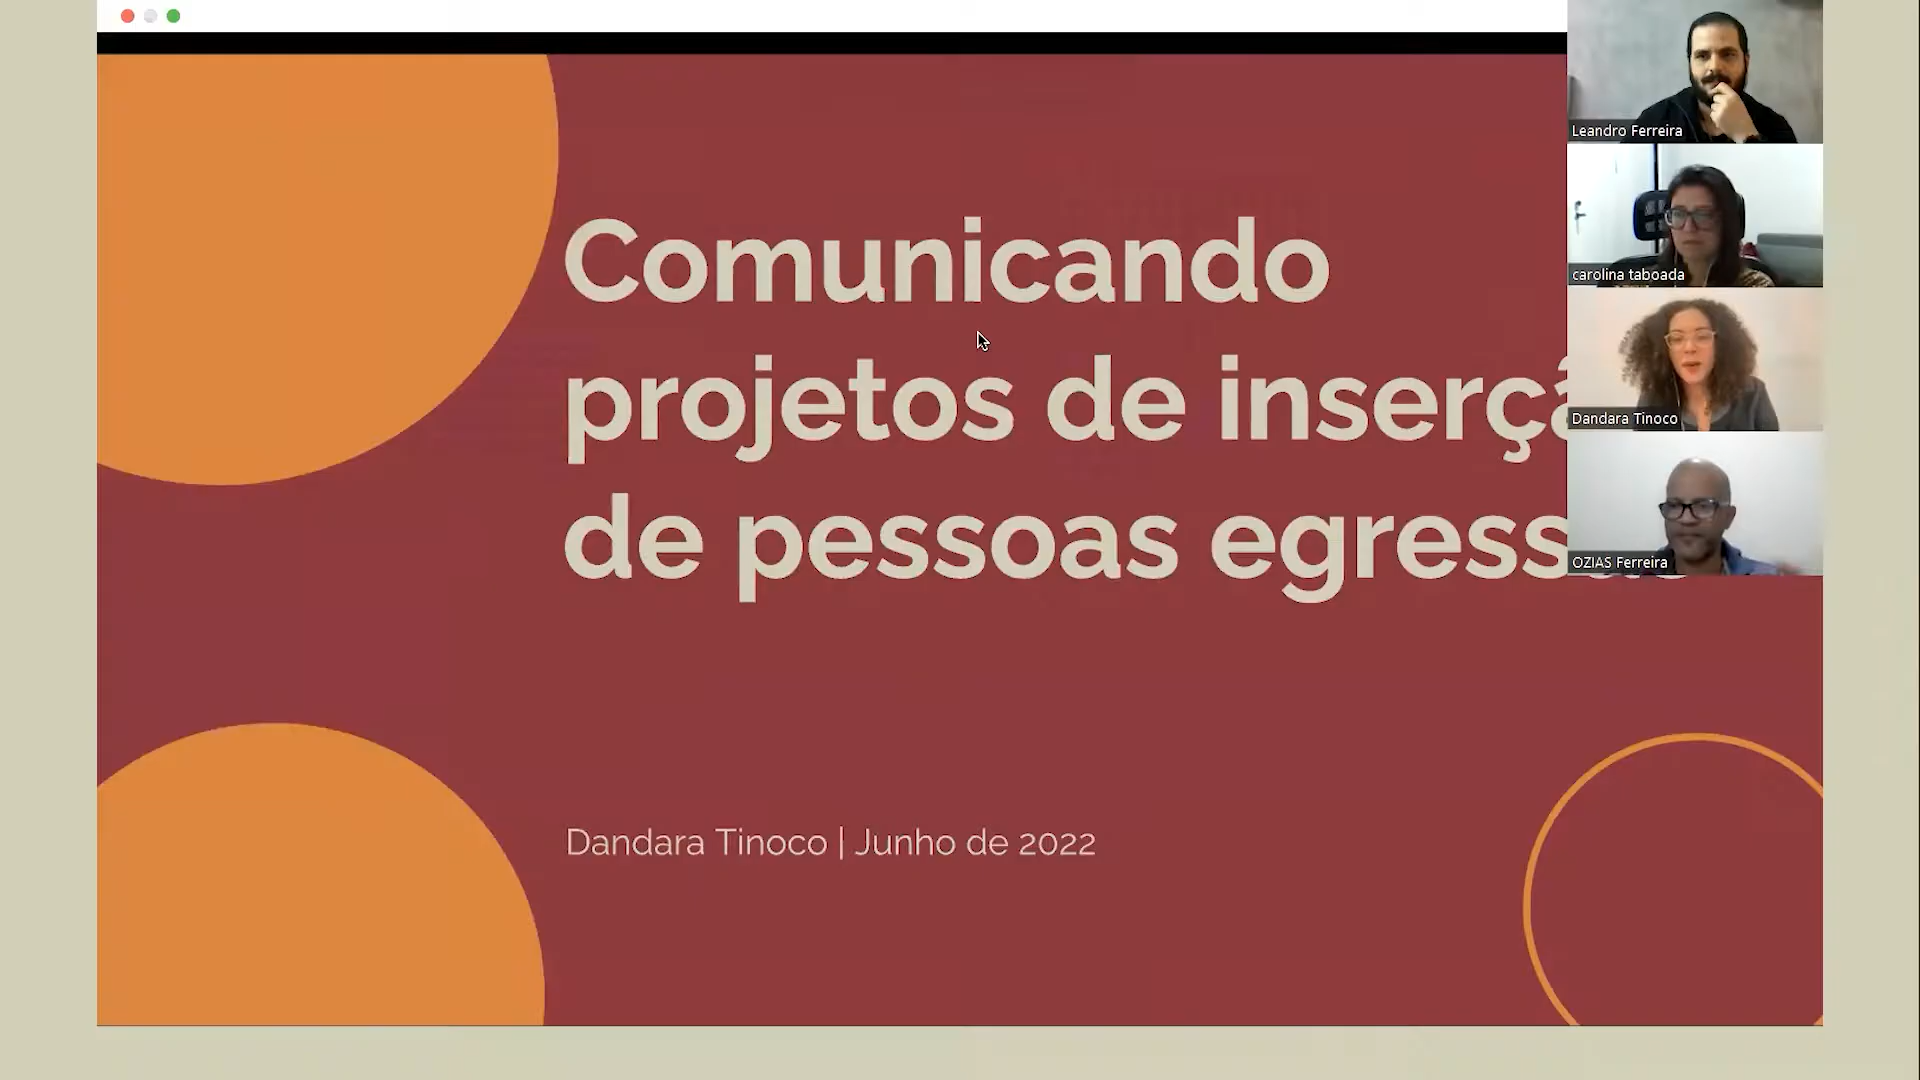 Comunicando
projetos de inserçã
de pessoas egress
Dandara Tinoco | Junho de 2022
Leandro Ferreira
carolina taboada
Dandara Tinoco
OZIAS Ferreira